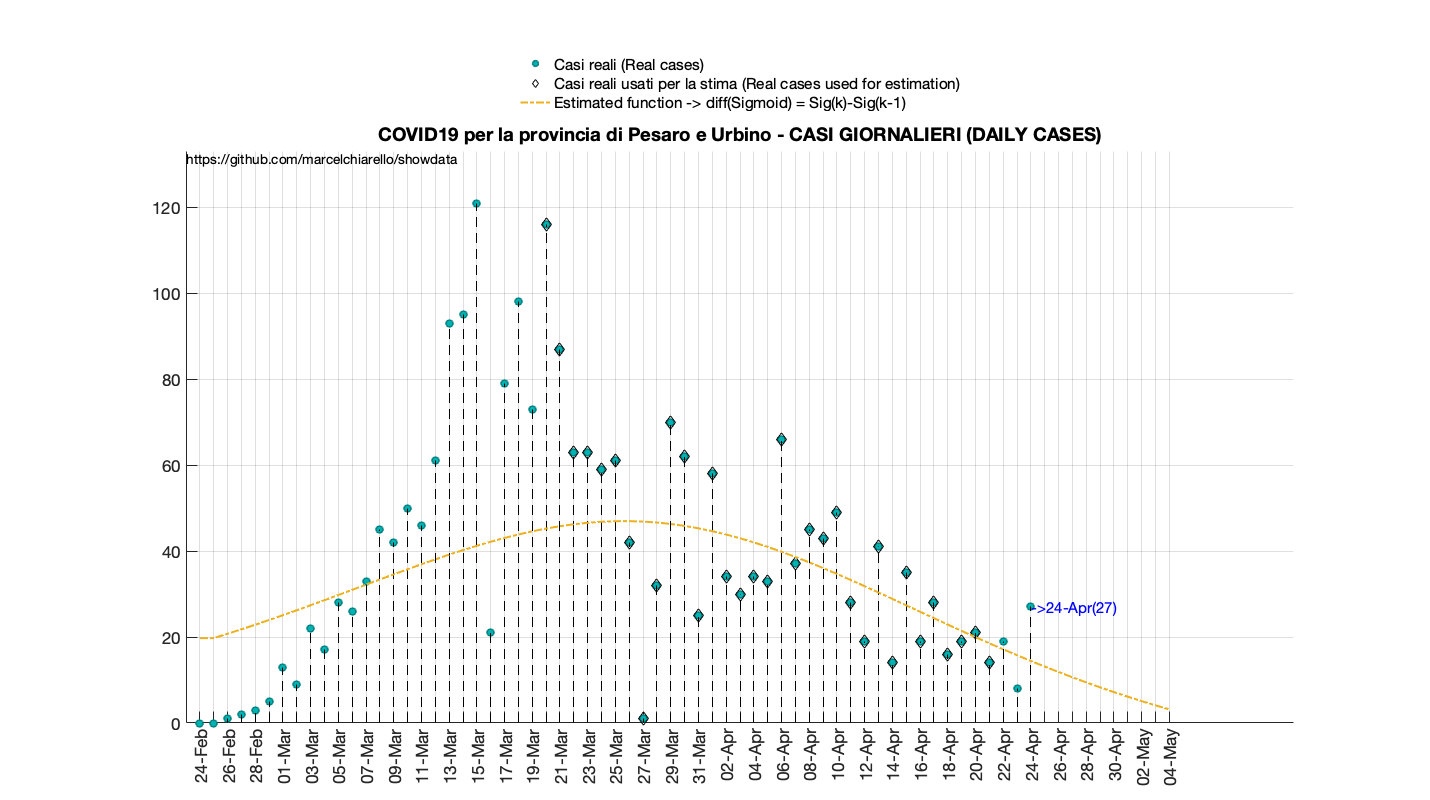 Casi reali (Real cases)
Casi reali usati per la stima (Real cases used for estimation)
Estimated function -> diff(Sigmoid) = Sig(k)-Sig(k-1)
COVID19 per la provincia di Pesaro e Urbino - CASI GIORNALIERI (DAILY CASES)
https://github.com/marcelchiarello/showdata
120
100
80
60
40
20
0
->24-Apr(27)
24-Feb
26-Feb
28-Feb
01-Mar
03-Mar
05-Mar
07-Mar
09-Mar
11-Mar
13-Mar
15-Mar
17-Mar
19-Mar
21-Mar
23-Mar
25-Mar
27-Mar
29-Mar
31-Mar
02-Apr
04-Apr
06-Apr
08-Apr
10-Apr
12-Apr
14-Apr
16-Apr
18-Apr
20-Apr
22-Apr
24-Apr
26-Apr
28-Apr
30-Apr
02-May
04-May